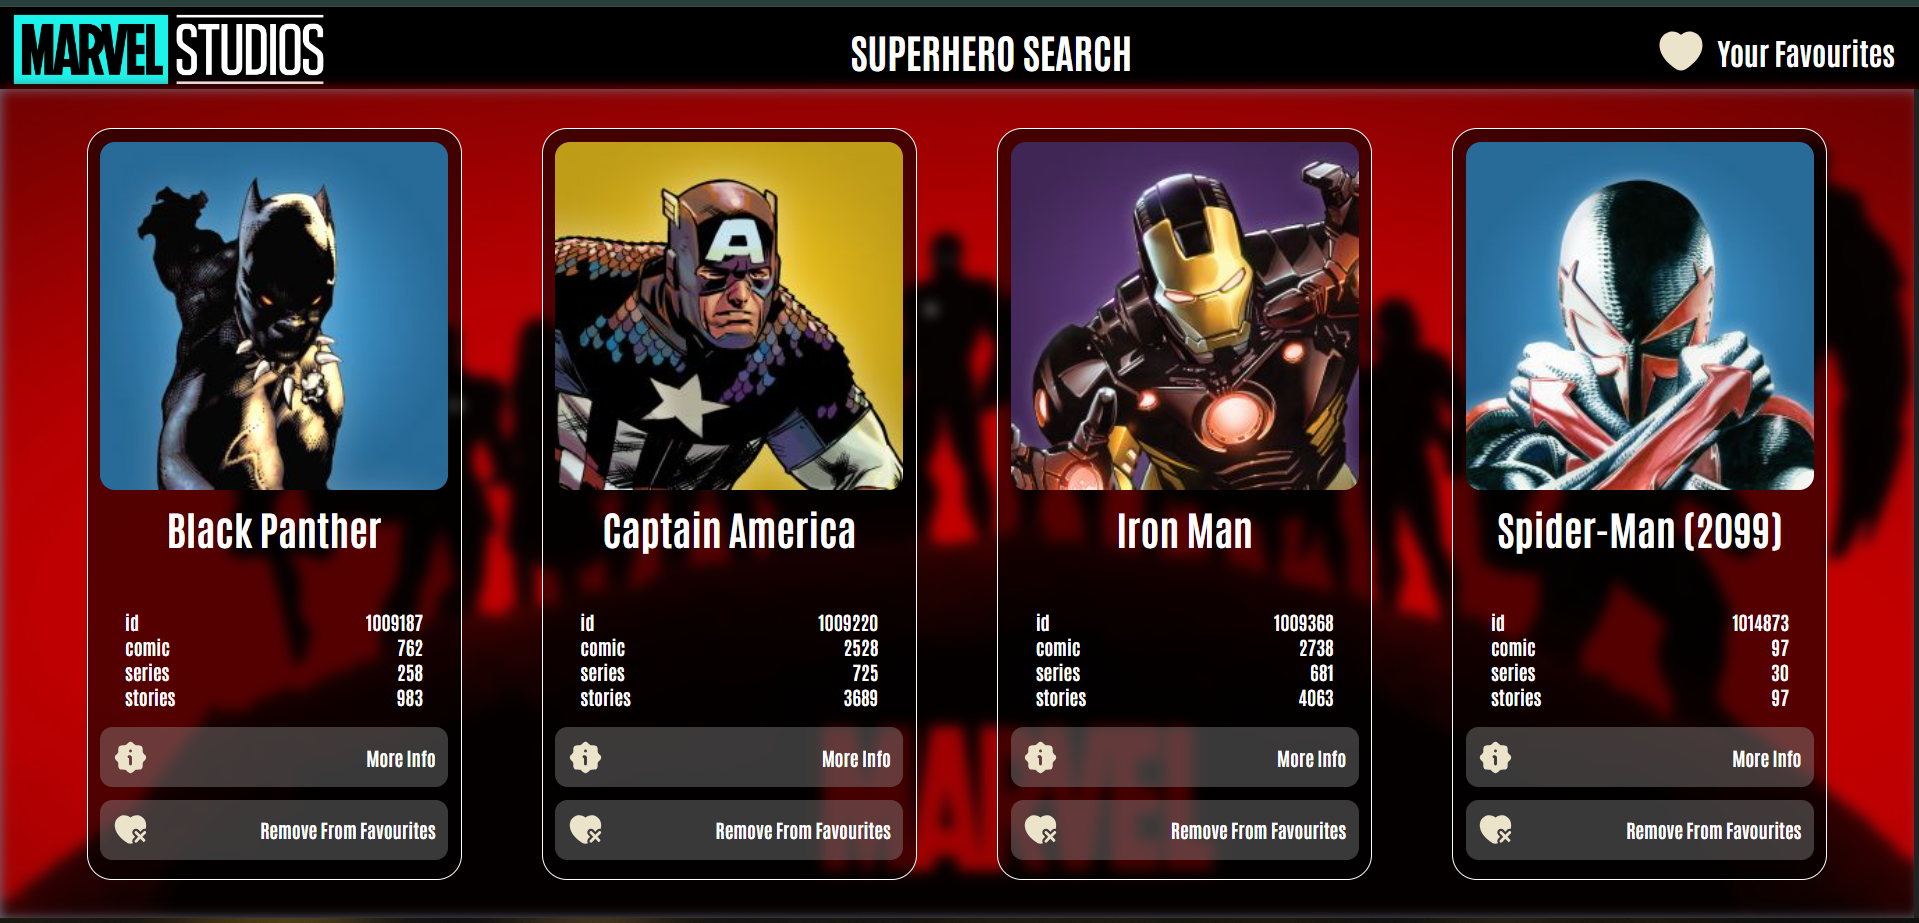 MARVEL STUDIOS
SUPERHERO SEARCH
Your Favourites
A
Black Panther
id 1009187
comic 762
series 258
stories 983
More Info
Remove From Favourites
Captain America
id 1009220
comic 2528
series 725
stories 3689
More Info
Remove From Favourites
Iron Man
id 1009368
comic 2738
series 681
stories 4063
More Info
Remove From Favourites
Spider-Man (2099)
id 1014873
comic 97
series 30
stories 97
More Info
Remove From Favourites
MARVEL